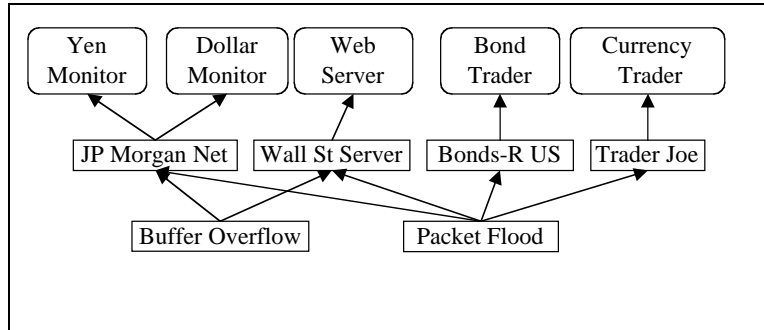 Yen
Monitor
Dollar
Monitor
Web
Server
Bond
Trader
Currency
Trader
JP Morgan Net
Wall St Server
Bonds-R US
Trader Joe
Buffer Overflow
Packet Flood